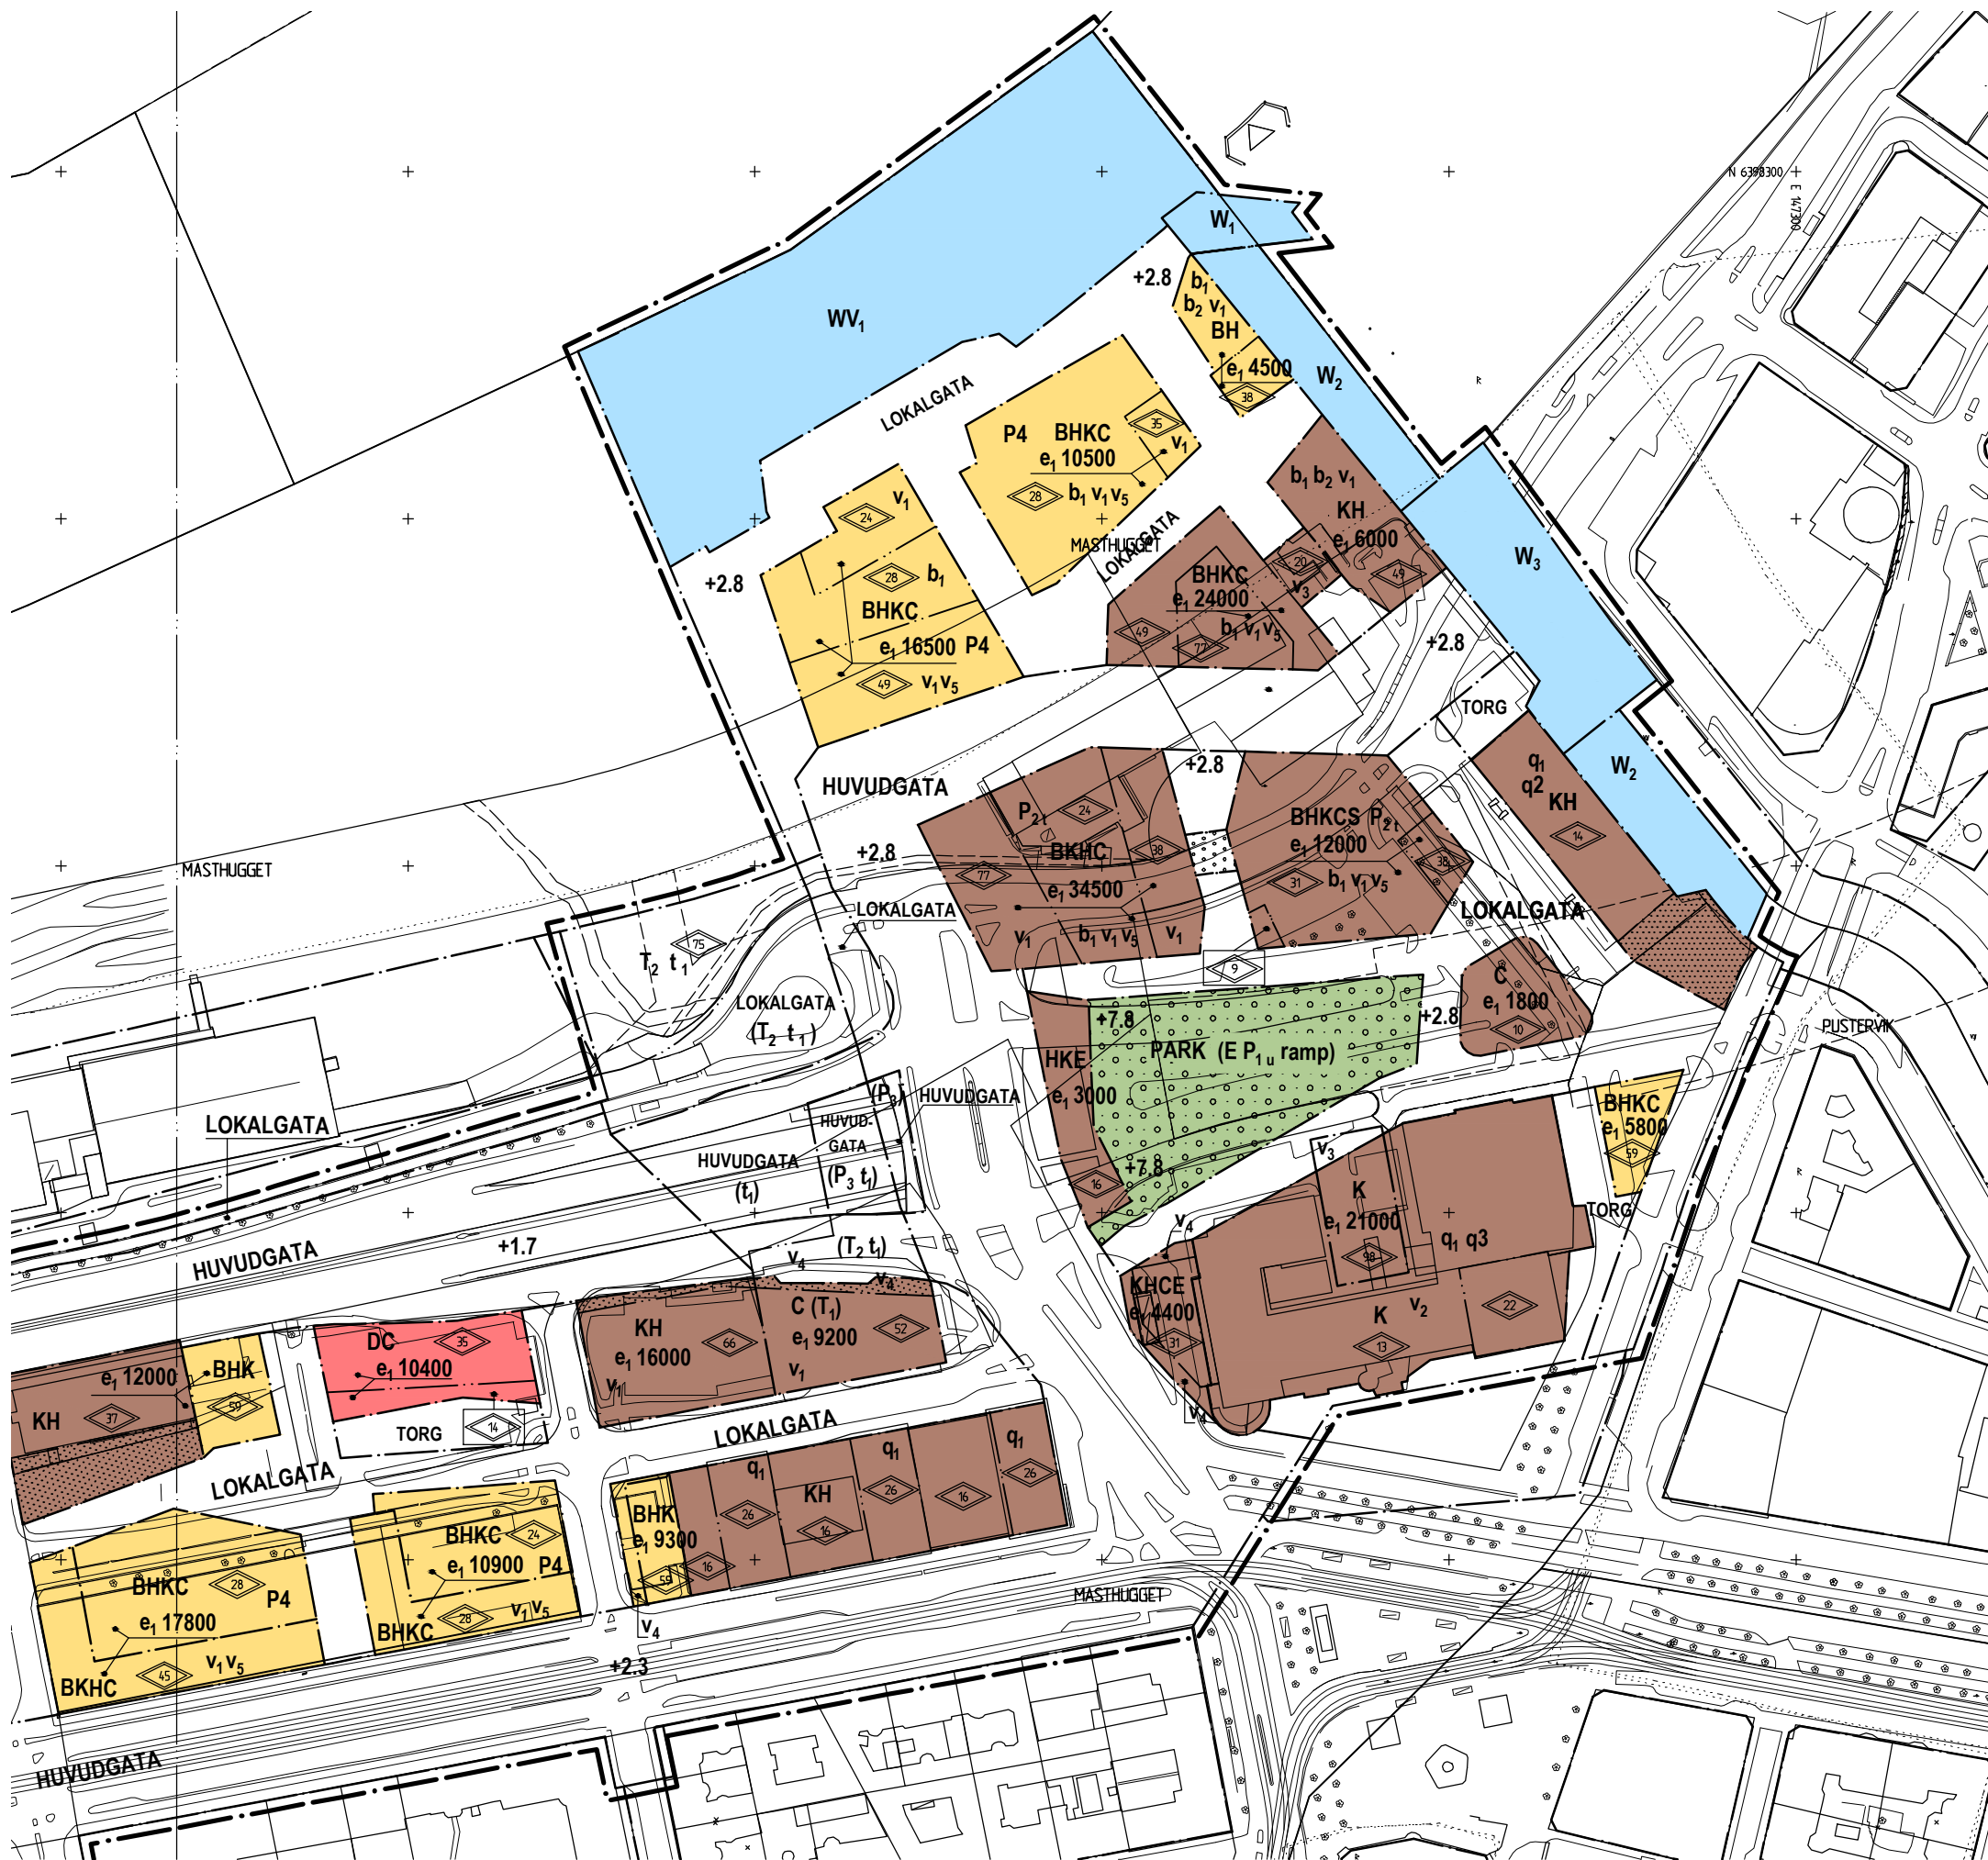 N 6398300
E 147300
W₁
+2.8
b₁
b₂ v₁
BH
e₁ 4500
38
WV₁
W₂
LOKALGATA
P4 BHKC
35
e₁ 10500
v₁
28
b₁ v₁ v₅
24
v₁
b₁ b₂ v₁
KH
e₁ 6000
MASTHUGGET
LOKALGATA
W₃
+2.8
28
b₁
BHKC
20
49
v₃
BHKC
e₁ 24000
b₁ v₁ v₅
49
77
e₁ 16500 P4
49
v₁ v₅
+2.8
TORG
q₁
q2
KH
14
W₂
HUVUDGATA
+2.8
P₂ t
24
BHKCS P₂ t
e₁ 12000
38
31
b₁ v₁ v₅
BKHC
38
77
e₁ 34500
v₁
b₁ v₁ v₅
v₁
+2.8
MASTHUGGET
LOKALGATA
LOKALGATA
75
T₂ t₁
9
C
e₁ 1800
10
LOKALGATA
(T₂ t₁)
+7.8
+2.8
PUSTERVIK
HKE
e₁ 3000
PARK (E P₁ u ramp)
(P₃)
HUVUDGATA
LOKALGATA
HUVUD-
GATA
(P₃ t₁)
HUVUDGATA
(t₁)
BHKC
e₁ 5800
59
v₃
+7.8
16
K
e₁ 21000
98
TORG
v₄
q₁ q3
HUVUDGATA
+1.7
(T₂ t₁)
v₄
v₄
KHCE
e₁ 4400
31
K
v₂
22
13
v₄
KH
e₁ 16000
66
v₁
C (T₁)
e₁ 9200
52
v₁
DC
35
e₁ 10400
14
TORG
e₁ 12000
BHK
59
KH
37
LOKALGATA
LOKALGATA
q₁
26
KH
16
q₁
26
16
q₁
26
BHK
e₁ 9300
59
16
v₄
BHKC
24
e₁ 10900 P4
28
v₁ v₅
BHKC
BHKC
28
P4
e₁ 17800
45
v₁ v₅
BKHC
+2.3
MASTHUGGET
HUVUDGATA